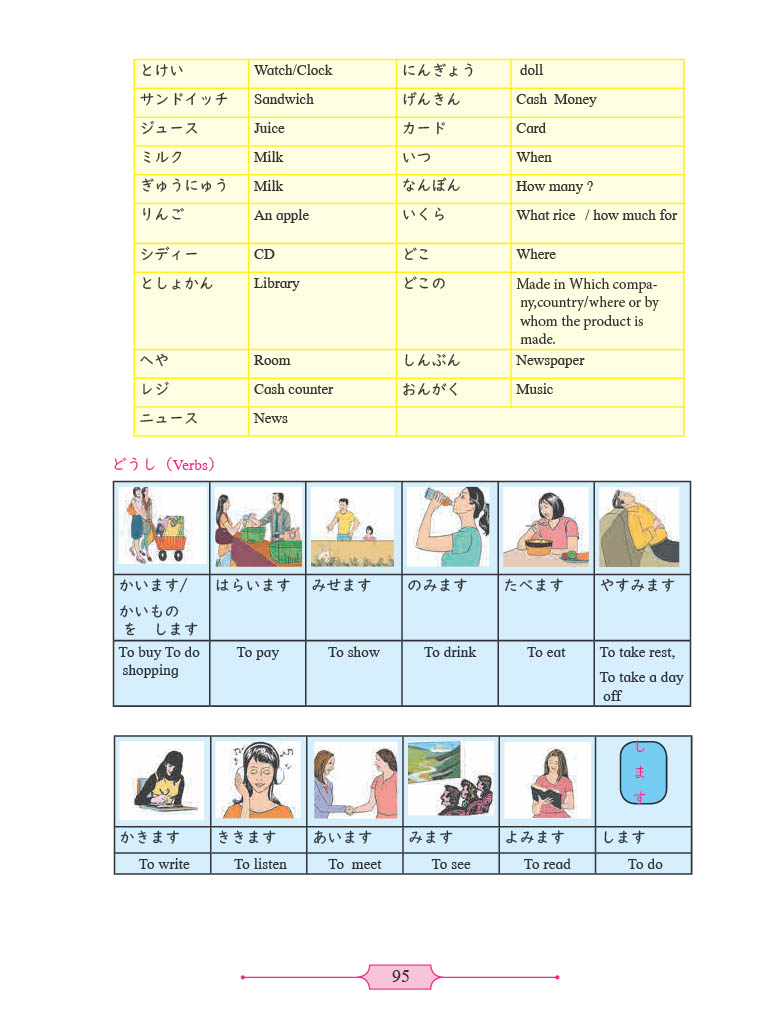 とけい Watch/Clock にんぎょう doll
サンドイッチ Sandwich げんきん Cash Money
ジュース Juice カード Card
ミルク Milk いつ When
ぎゅうにゅう Milk なんぼん How many ?
りんご An apple いくら What rice / how much for
シディー CD どこ Where
としょかん Library どこの Made in Which compa-
ny,country/where or by
whom the product is
made.
へや Room しんぶん Newspaper
レジ Cash counter おんがく Music
ニュース News
どうし（Verbs）
かいます/ はらいます みせます のみます たべます やすみます
かいもの
を します
To buy To do To pay To show To drink To eat To take rest,
shopping To take a day
off
し
ま
す
かきます ききます あいます みます よみます します
To write To listen To meet To see To read To do
95